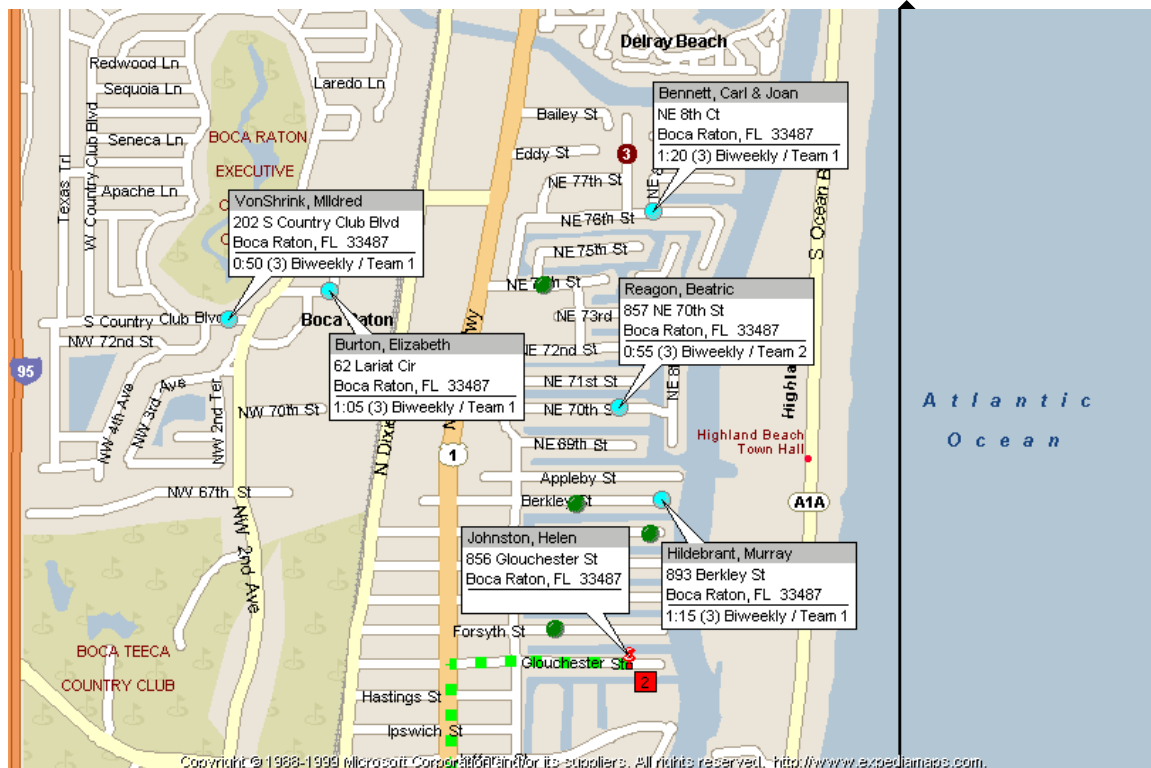 Delray Beach
Redwood Ln
Sequoia Ln
Laredo Ln
Seneca Ln
Apache Ln
Texas Trl
W Country Club Blvd
BOCA RATON
EXECUTIVE
Bailey St
Eddy St
3
NE 77th St
NE 76th St
NE 75th St
NE 73rd
NE 72nd St
NE 71st St
NE 70th S
NE 69th St
Appleby St
Berkley St
Bennett, Carl & Joan
NE 8th Ct
Boca Raton, FL 33487
1:20 (3) Biweekly / Team 1
VonShrink, MIldred
202 S Country Club Blvd
Boca Raton, FL 33487
0:50 (3) Biweekly / Team 1
S Ocean B
Reagon, Beatric
857 NE 70th St
Boca Raton, FL 33487
0:55 (3) Biweekly / Team 2
S Country Club Blvd
Boca Raton
NW 72nd St
95
Burton, Elizabeth
62 Lariat Cir
Boca Raton, FL 33487
1:05 (3) Biweekly / Team 1
NW 4th Ave
NW 3rd Ave
NW 2nd Ter
NW 70th St
N Dixie
wy
1
Highland Beach
Town Hall
A1A
Atlantic
Ocean
NW 67th St
NW 2nd Ave
Johnston, Helen
856 Glouchester St
Boca Raton, FL 33487
Hildebrant, Murray
893 Berkley St
Boca Raton, FL 33487
1:15 (3) Biweekly / Team 1
Forsyth St
Glouchester St
2
BOCA TEECA
COUNTRY CLUB
Hastings St
Ipswich St
Copyright © 1988-1999 Microsoft Corporation and/or its suppliers. All rights reserved. http://www.expediamaps.com.